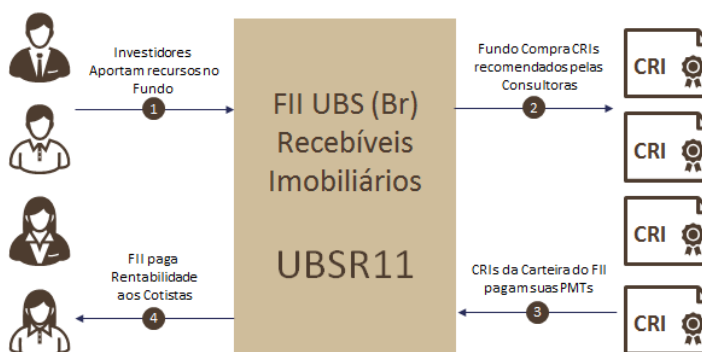 Investidores
Aportam recursos no
Fundo
1
FII UBS (Br)
Recebíveis
Imobiliários
UBSR11
Fundo Compra CRIs
recomendados pelas
Consultoras
2
CRI
CRI
CRI
CRI
CRIs da Carteira do FII
pagam suas PMTs
3
FII paga
Rentabilidade
aos Cotistas
4